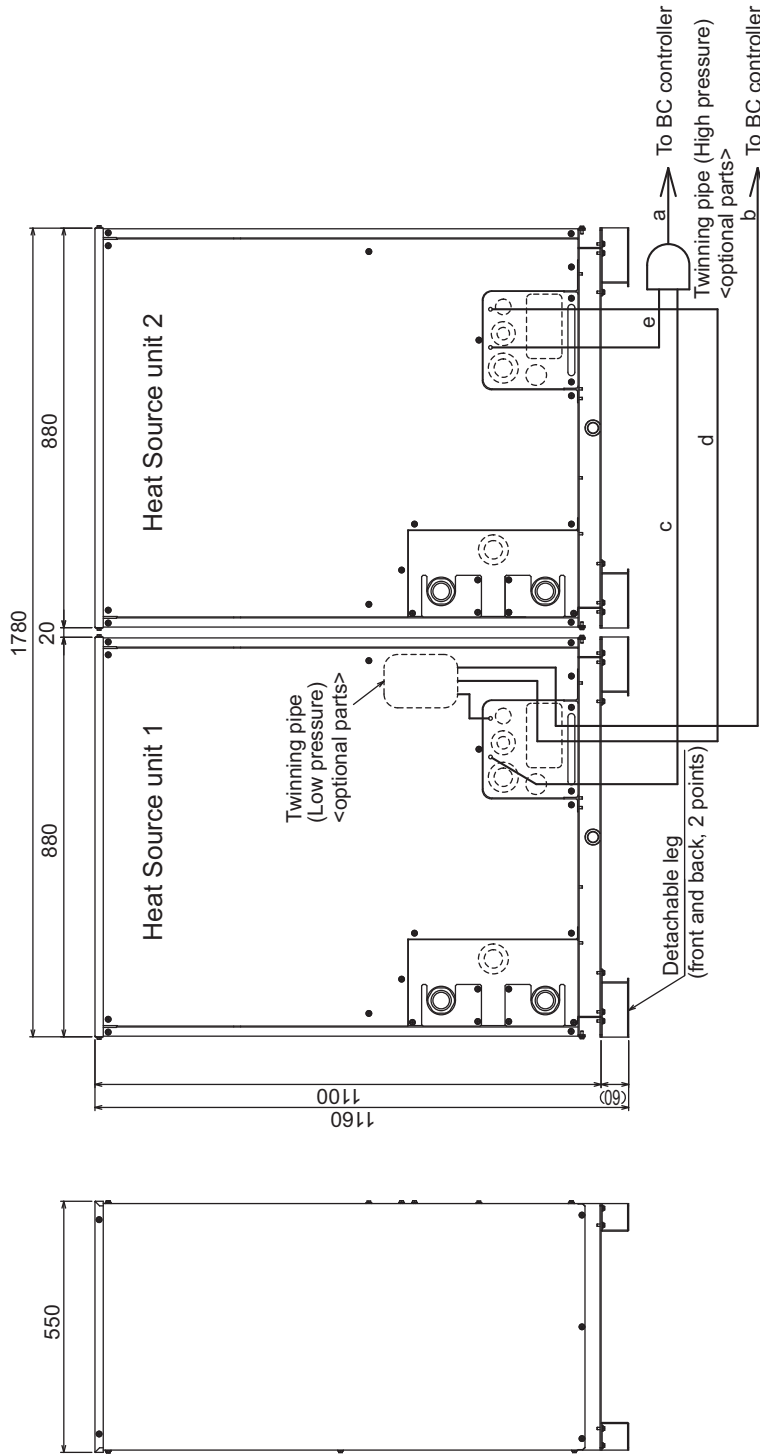 550
1160
1100
(60)
1780
880
20
880
Heat Source unit 1
Heat Source unit 2
Twinning pipe
(Low pressure)
<optional parts>
Detachable leg
(front and back, 2 points)
c
d
e
a
To BC controller
Twinning pipe (High pressure)
<optional parts>
b
To BC controller